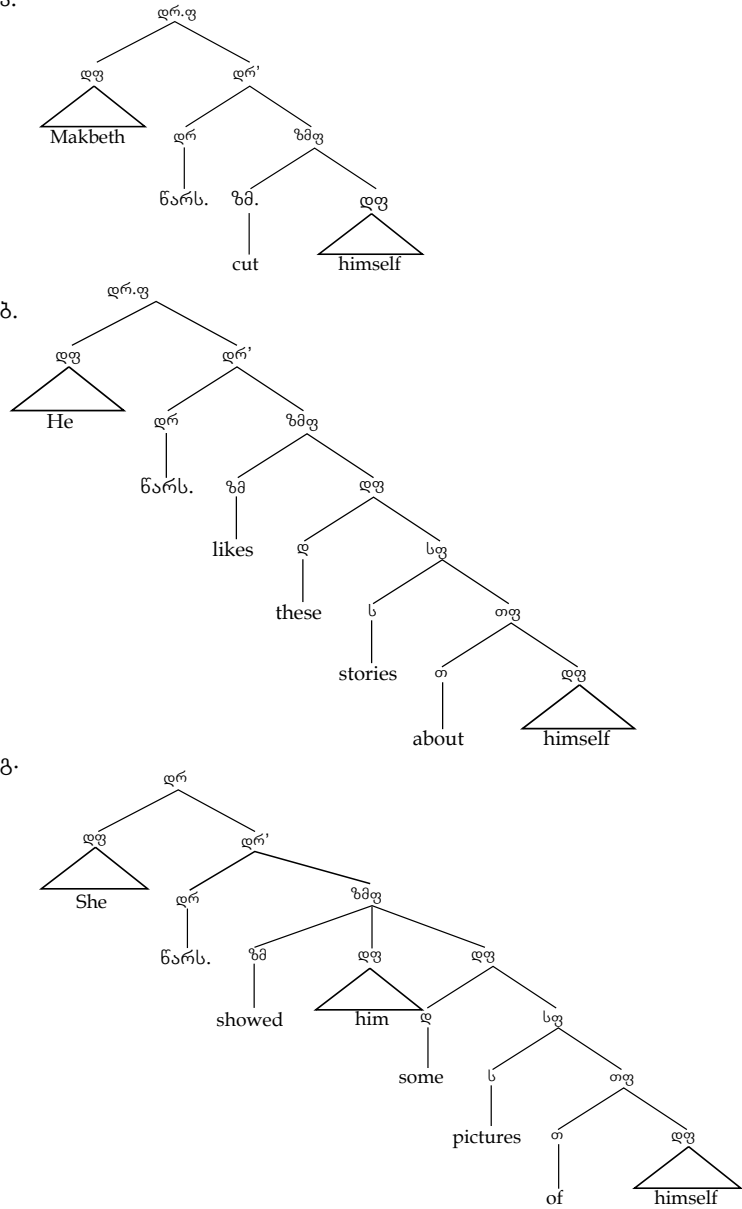 ა.
დრ.ფ
დფ დრ’
Makbeth დრ ზმფ
წარს. ზმ. დფ
cut himself
დრ.ფ
ბ.
დფ დრ’
He დრ ზმფ
წარს. ზმ დფ
likes დ სფ
these ს თფ
stories თ დფ
about himself
გ.
დრ
დფ დრ’
She დრ ზმფ
წარს. ზმ დფ დფ
showed him დ სფ
some ს თფ
pictures თ დფ
of himself